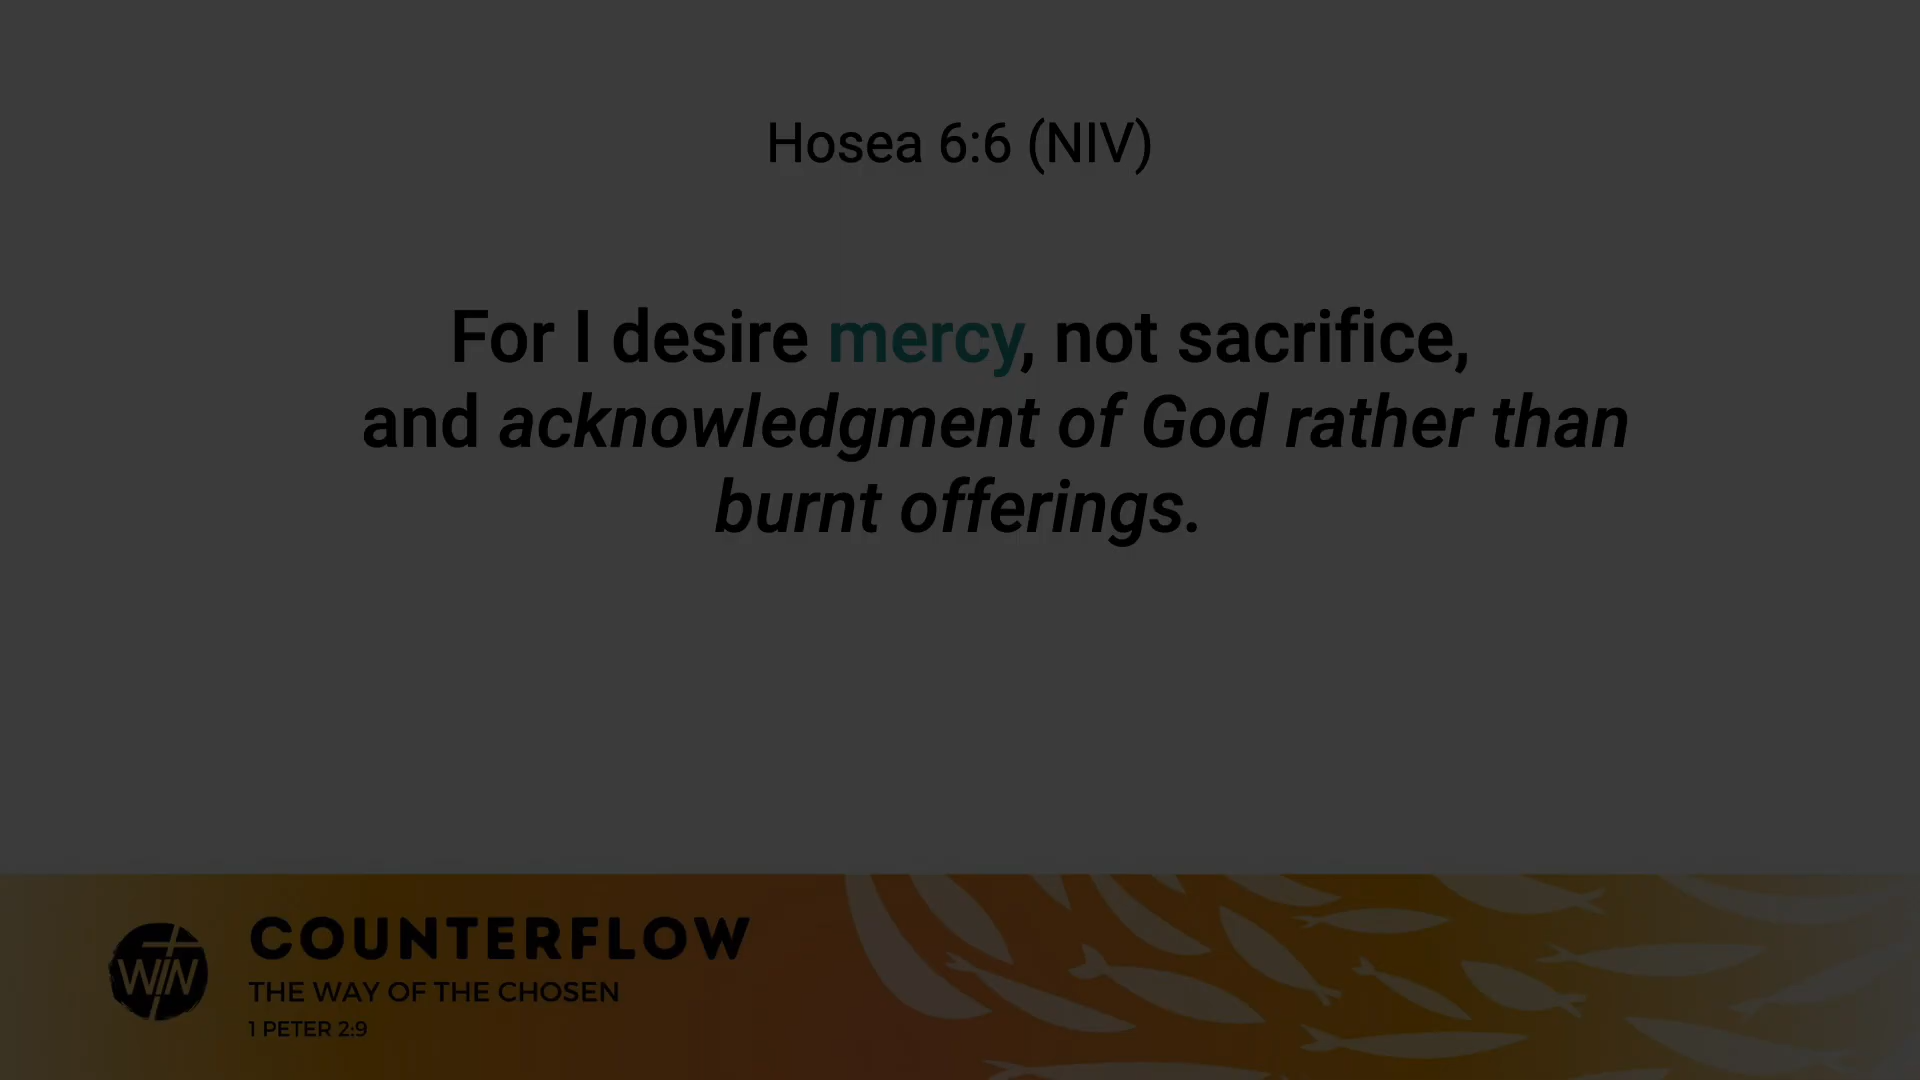 Hosea 6:6 (NIV)
For I desire mercy, not sacrifice,
and acknowledgment of God rather than
burnt offerings.
WIN
COUNTERFLOW
THE WAY OF THE CHOSEN
1 PETER 2:9